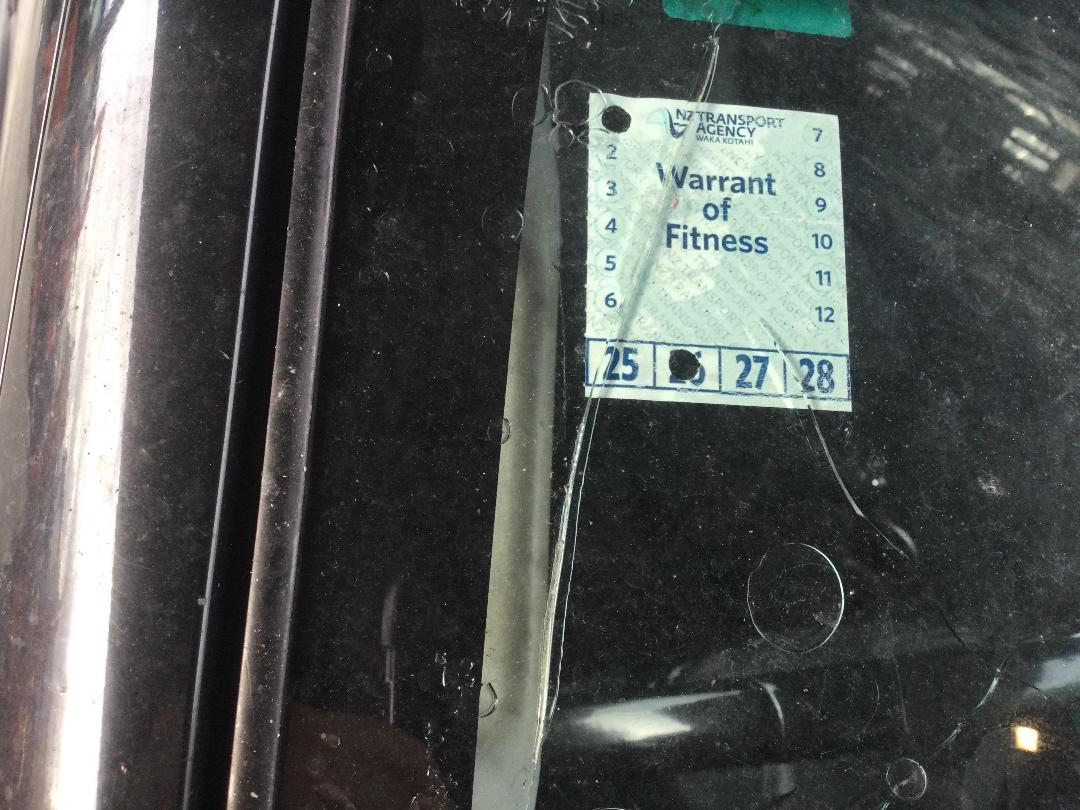 NZ TRANSPORT
AGENCY
WAKA KOTAHI
Warrant
of
Fitness
2
3
4
5
6
7
8
9
10
11
12
25 26 27 28